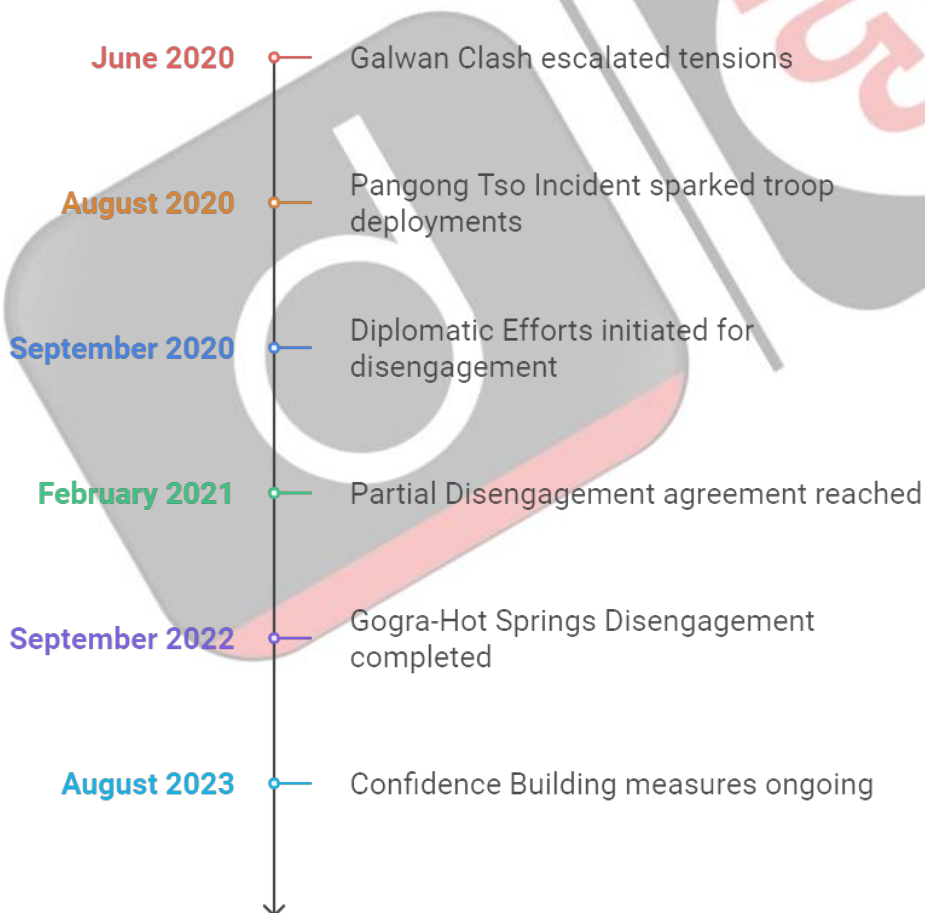 June 2020
Galwan Clash escalated tensions
August 2020
Pangong Tso Incident sparked troop
deployments
September 2020
Diplomatic Efforts initiated for
disengagement
February 2021
Partial Disengagement agreement reached
September 2022
Gogra-Hot Springs Disengagement
completed
August 2023
Confidence Building measures ongoing